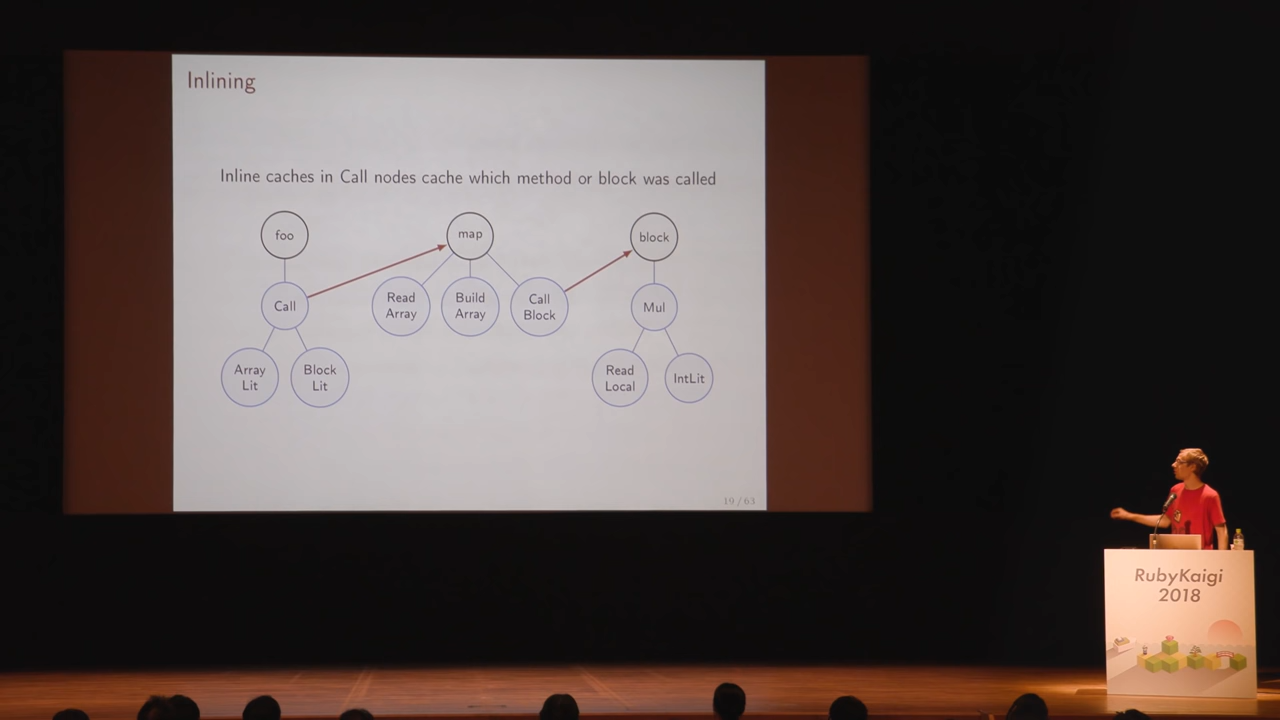 Inlining
Inline caches in Call nodes cache which method or block was called
foo
map
block
Call
Read
Array
Build
Array
Call
Block
Mul
Array
Lit
Block
Lit
Read
Local
IntLit
19 / 63
RubyKaigi
2018